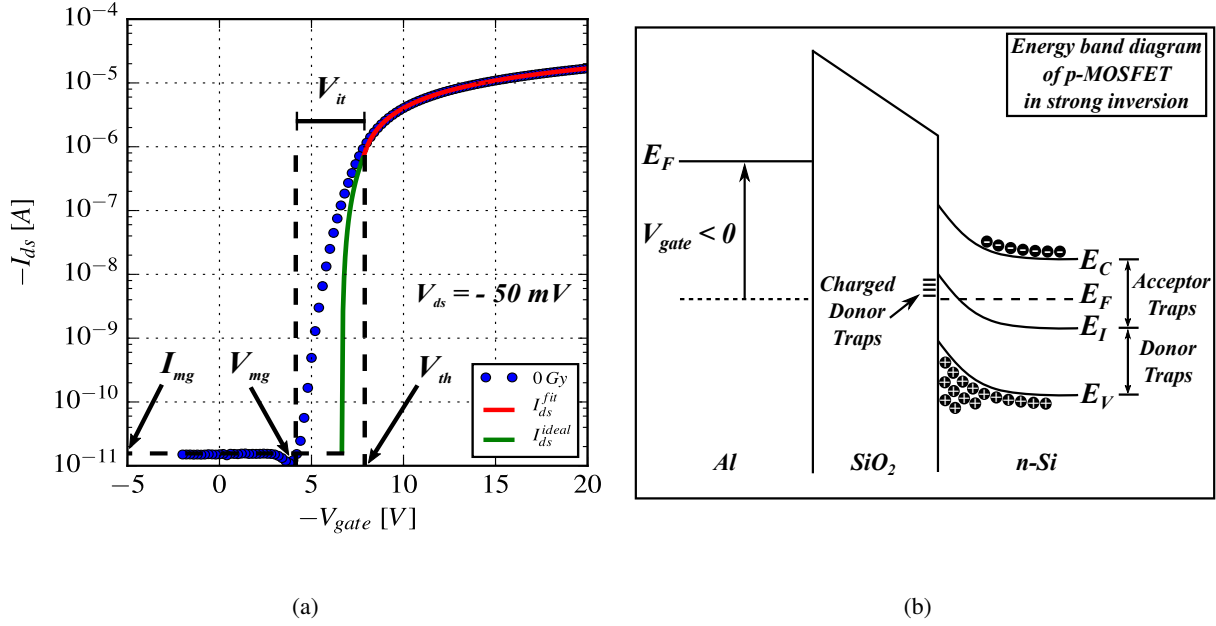 10⁻⁴
10⁻⁵
10⁻⁶
10⁻⁷
10⁻⁸
10⁻⁹
10⁻¹⁰
10⁻¹¹
−I_ds [A]
V_it
V_ds = - 50 mV
I_mg
V_mg
V_th
0 Gy
I_ds^fit
I_ds^ideal
−5 0 5 10 15 20
−V_gate [V]
(a)
Energy band diagram
of p-MOSFET
in strong inversion
E_F
V_gate < 0
Charged
Donor
Traps
E_C
E_F
E_I
E_V
Acceptor
Traps
Donor
Traps
Al
SiO₂
n-Si
(b)